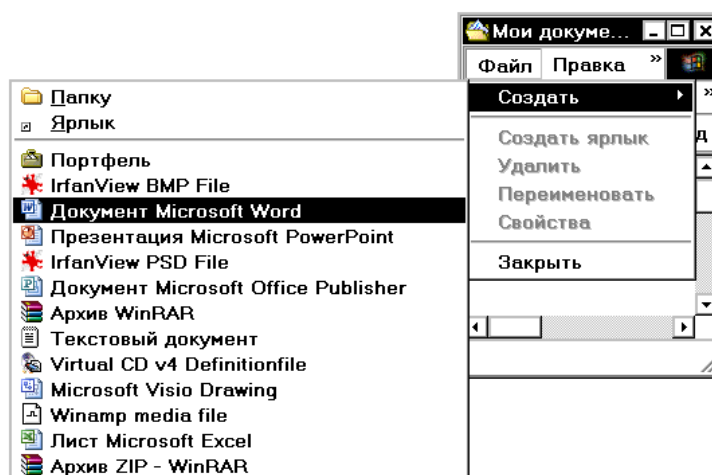 Мои докуме...
Файл Правка »
Создать
Создать ярлык
Удалить
Переименовать
Свойства
Закрыть
Папку
Ярлык
Портфель
IrfanView BMP File
Документ Microsoft Word
Презентация Microsoft PowerPoint
IrfanView PSD File
Документ Microsoft Office Publisher
Архив WinRAR
Текстовый документ
Virtual CD v4 Definitionfile
Microsoft Visio Drawing
Winamp media file
Лист Microsoft Excel
Архив ZIP - WinRAR